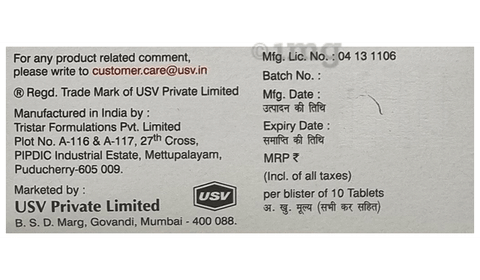 For any product related comment,
please write to customer.care@usv.in
® Regd. Trade Mark of USV Private Limited
Manufactured in India by :
Tristar Formulations Pvt. Limited
Plot No. A-116 & A-117, 27th Cross,
PIPDIC Industrial Estate, Mettupalayam,
Puducherry-605 009.
Marketed by :
USV Private Limited
B. S. D. Marg, Govandi, Mumbai - 400 088.
USV
1mg
Mfg. Lic. No. : 04 13 1106
Batch No. :
Mfg. Date :
उत्पादन की तिथि
Expiry Date :
समाप्ति की तिथि
MRP ₹
(Incl. of all taxes)
per blister of 10 Tablets
अ. खु. मूल्य (सभी कर सहित)